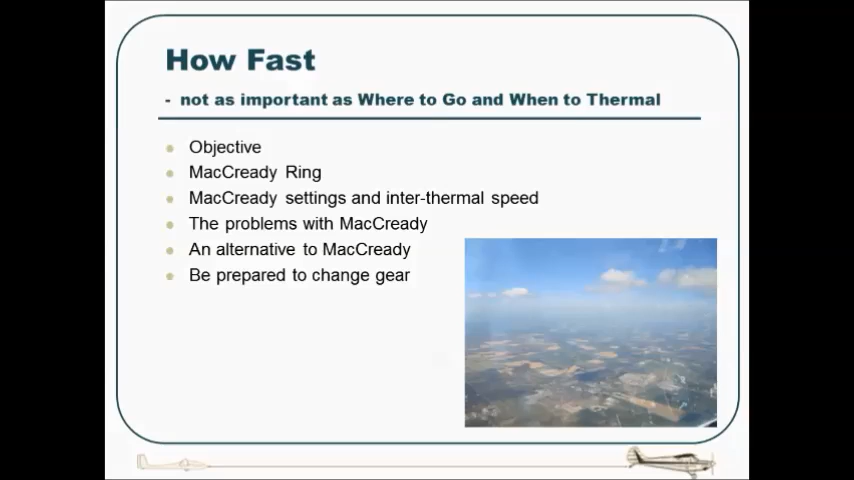 How Fast
- not as important as Where to Go and When to Thermal
Objective
MacCready Ring
MacCready settings and inter-thermal speed
The problems with MacCready
An alternative to MacCready
Be prepared to change gear